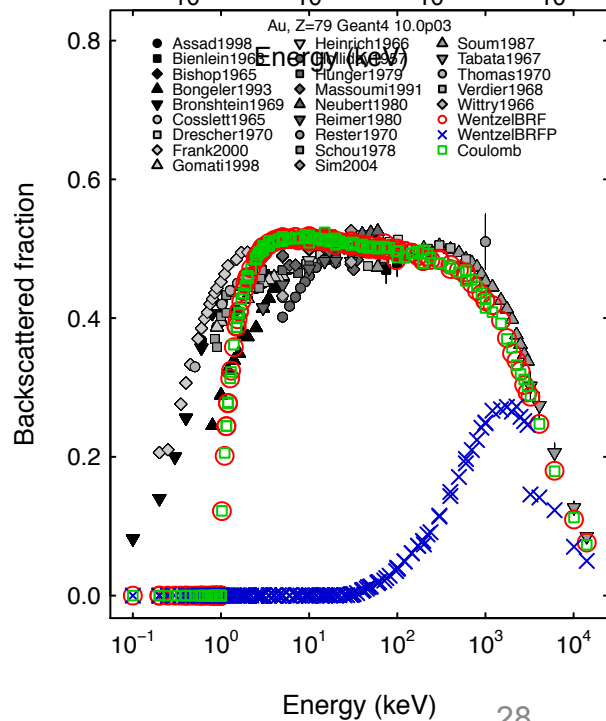 Au, Z=79 Geant4 10.0p03
Energy (keV)
Assad1998
Bienlein1963
Bishop1965
Bongeler1993
Bronshtein1969
Cosslett1965
Drescher1970
Frank2000
Gomati1998
Heinrich1966
Holliday1957
Hunger1979
Massoumi1991
Neubert1980
Reimer1980
Rester1970
Schou1978
Sim2004
Soum1987
Tabata1967
Thomas1970
Verdier1968
Wittry1966
WentzelBRF
WentzelBRFP
Coulomb
Backscattered fraction
0.8
0.6
0.4
0.2
0.0
10⁻¹ 10⁰ 10¹ 10² 10³ 10⁴
Energy (keV)
28